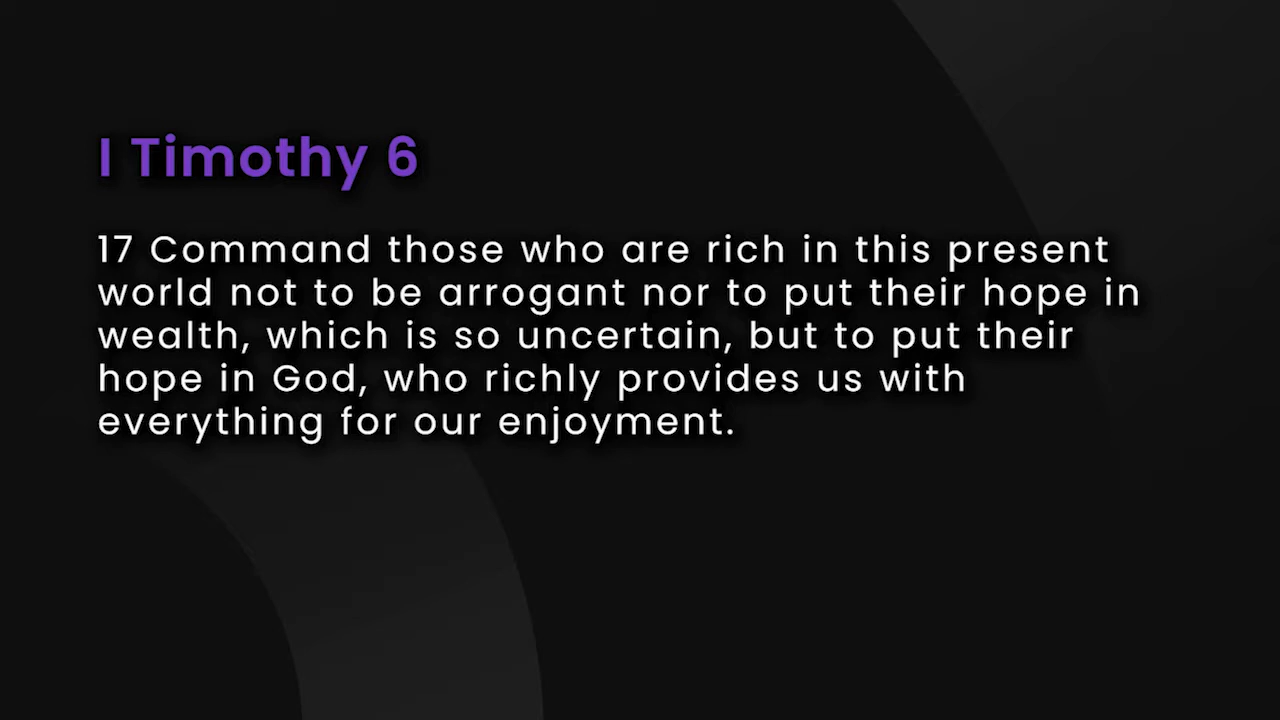 I Timothy 6
17 Command those who are rich in this present
world not to be arrogant nor to put their hope in
wealth, which is so uncertain, but to put their
hope in God, who richly provides us with
everything for our enjoyment.